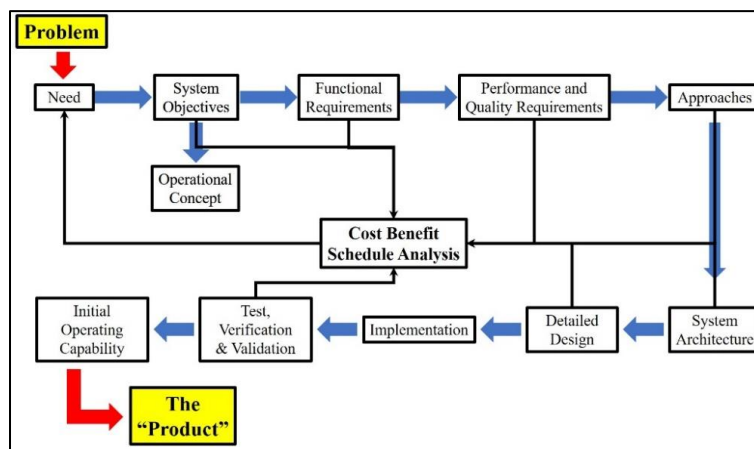 Problem
Need
System
Objectives
Functional
Requirements
Performance and
Quality Requirements
Approaches
Operational
Concept
Cost Benefit
Schedule Analysis
Initial
Operating
Capability
Test,
Verification
& Validation
Implementation
Detailed
Design
System
Architecture
The
“Product”